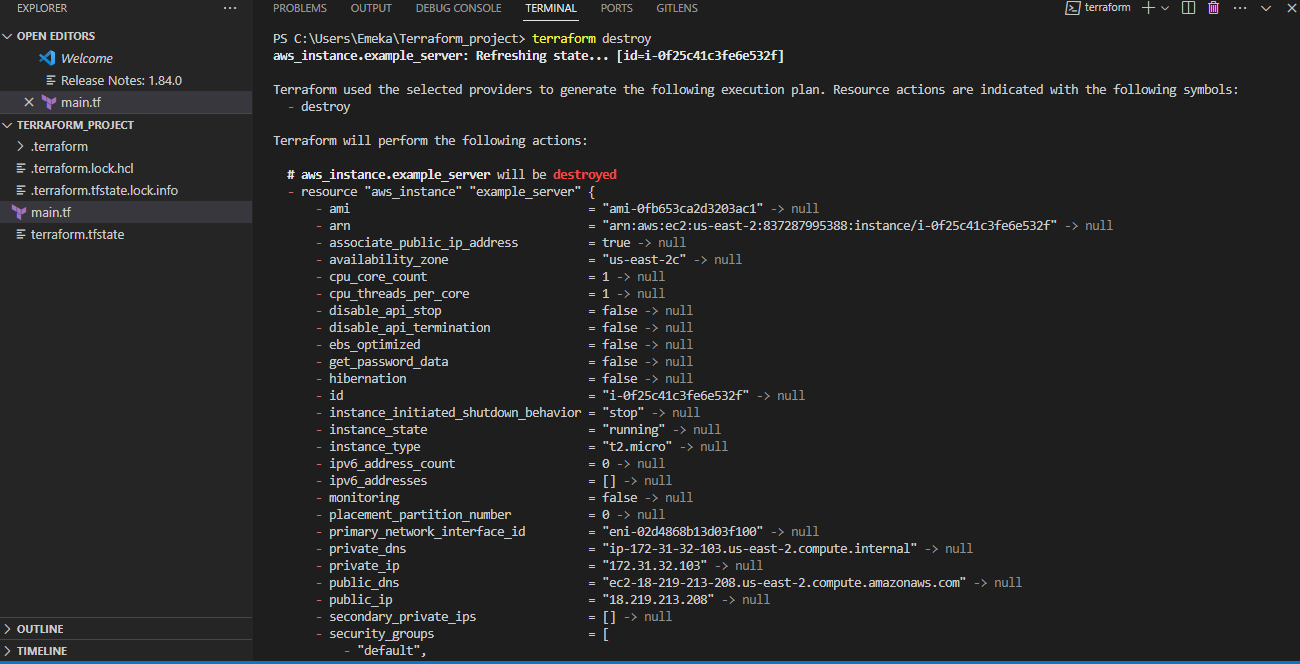 EXPLORER
OPEN EDITORS
Welcome
Release Notes: 1.84.0
main.tf
TERRAFORM_PROJECT
.terraform
.terraform.lock.hcl
.terraform.tfstate.lock.info
main.tf
terraform.tfstate
OUTLINE
TIMELINE
PROBLEMS OUTPUT DEBUG CONSOLE TERMINAL PORTS GITLENS terraform
PS C:\Users\Emeka\Terraform_project> terraform destroy
aws_instance.example_server: Refreshing state... [id=i-0f25c41c3fe6e532f]
Terraform used the selected providers to generate the following execution plan. Resource actions are indicated with the following symbols:
- destroy
Terraform will perform the following actions:
# aws_instance.example_server will be destroyed
- resource "aws_instance" "example_server" {
- ami = "ami-0fb653ca2d3203ac1" -> null
- arn = "arn:aws:ec2:us-east-2:837287995388:instance/i-0f25c41c3fe6e532f" -> null
- associate_public_ip_address = true -> null
- availability_zone = "us-east-2c" -> null
- cpu_core_count = 1 -> null
- cpu_threads_per_core = 1 -> null
- disable_api_stop = false -> null
- disable_api_termination = false -> null
- ebs_optimized = false -> null
- get_password_data = false -> null
- hibernation = false -> null
- id = "i-0f25c41c3fe6e532f" -> null
- instance_initiated_shutdown_behavior = "stop" -> null
- instance_state = "running" -> null
- instance_type = "t2.micro" -> null
- ipv6_address_count = 0 -> null
- ipv6_addresses = [] -> null
- monitoring = false -> null
- placement_partition_number = 0 -> null
- primary_network_interface_id = "eni-02d4868b13d03f100" -> null
- private_dns = "ip-172-31-32-103.us-east-2.compute.internal" -> null
- private_ip = "172.31.32.103" -> null
- public_dns = "ec2-18-219-213-208.us-east-2.compute.amazonaws.com" -> null
- public_ip = "18.219.213.208" -> null
- secondary_private_ips = [] -> null
- security_groups = [
- "default",